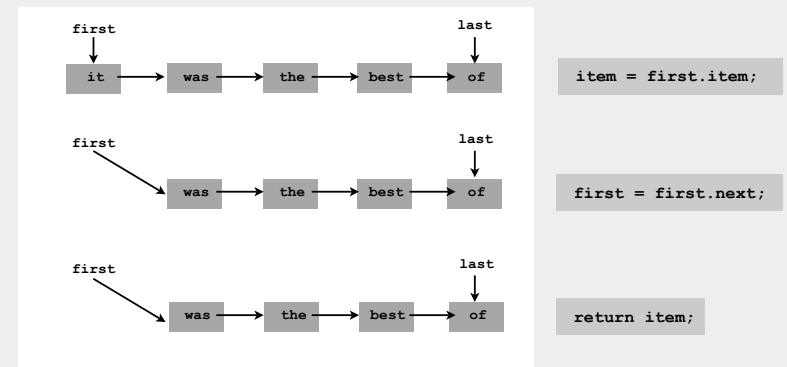 first last
it was the best of
item = first.item;
first last
was the best of
first = first.next;
first last
was the best of
return item;